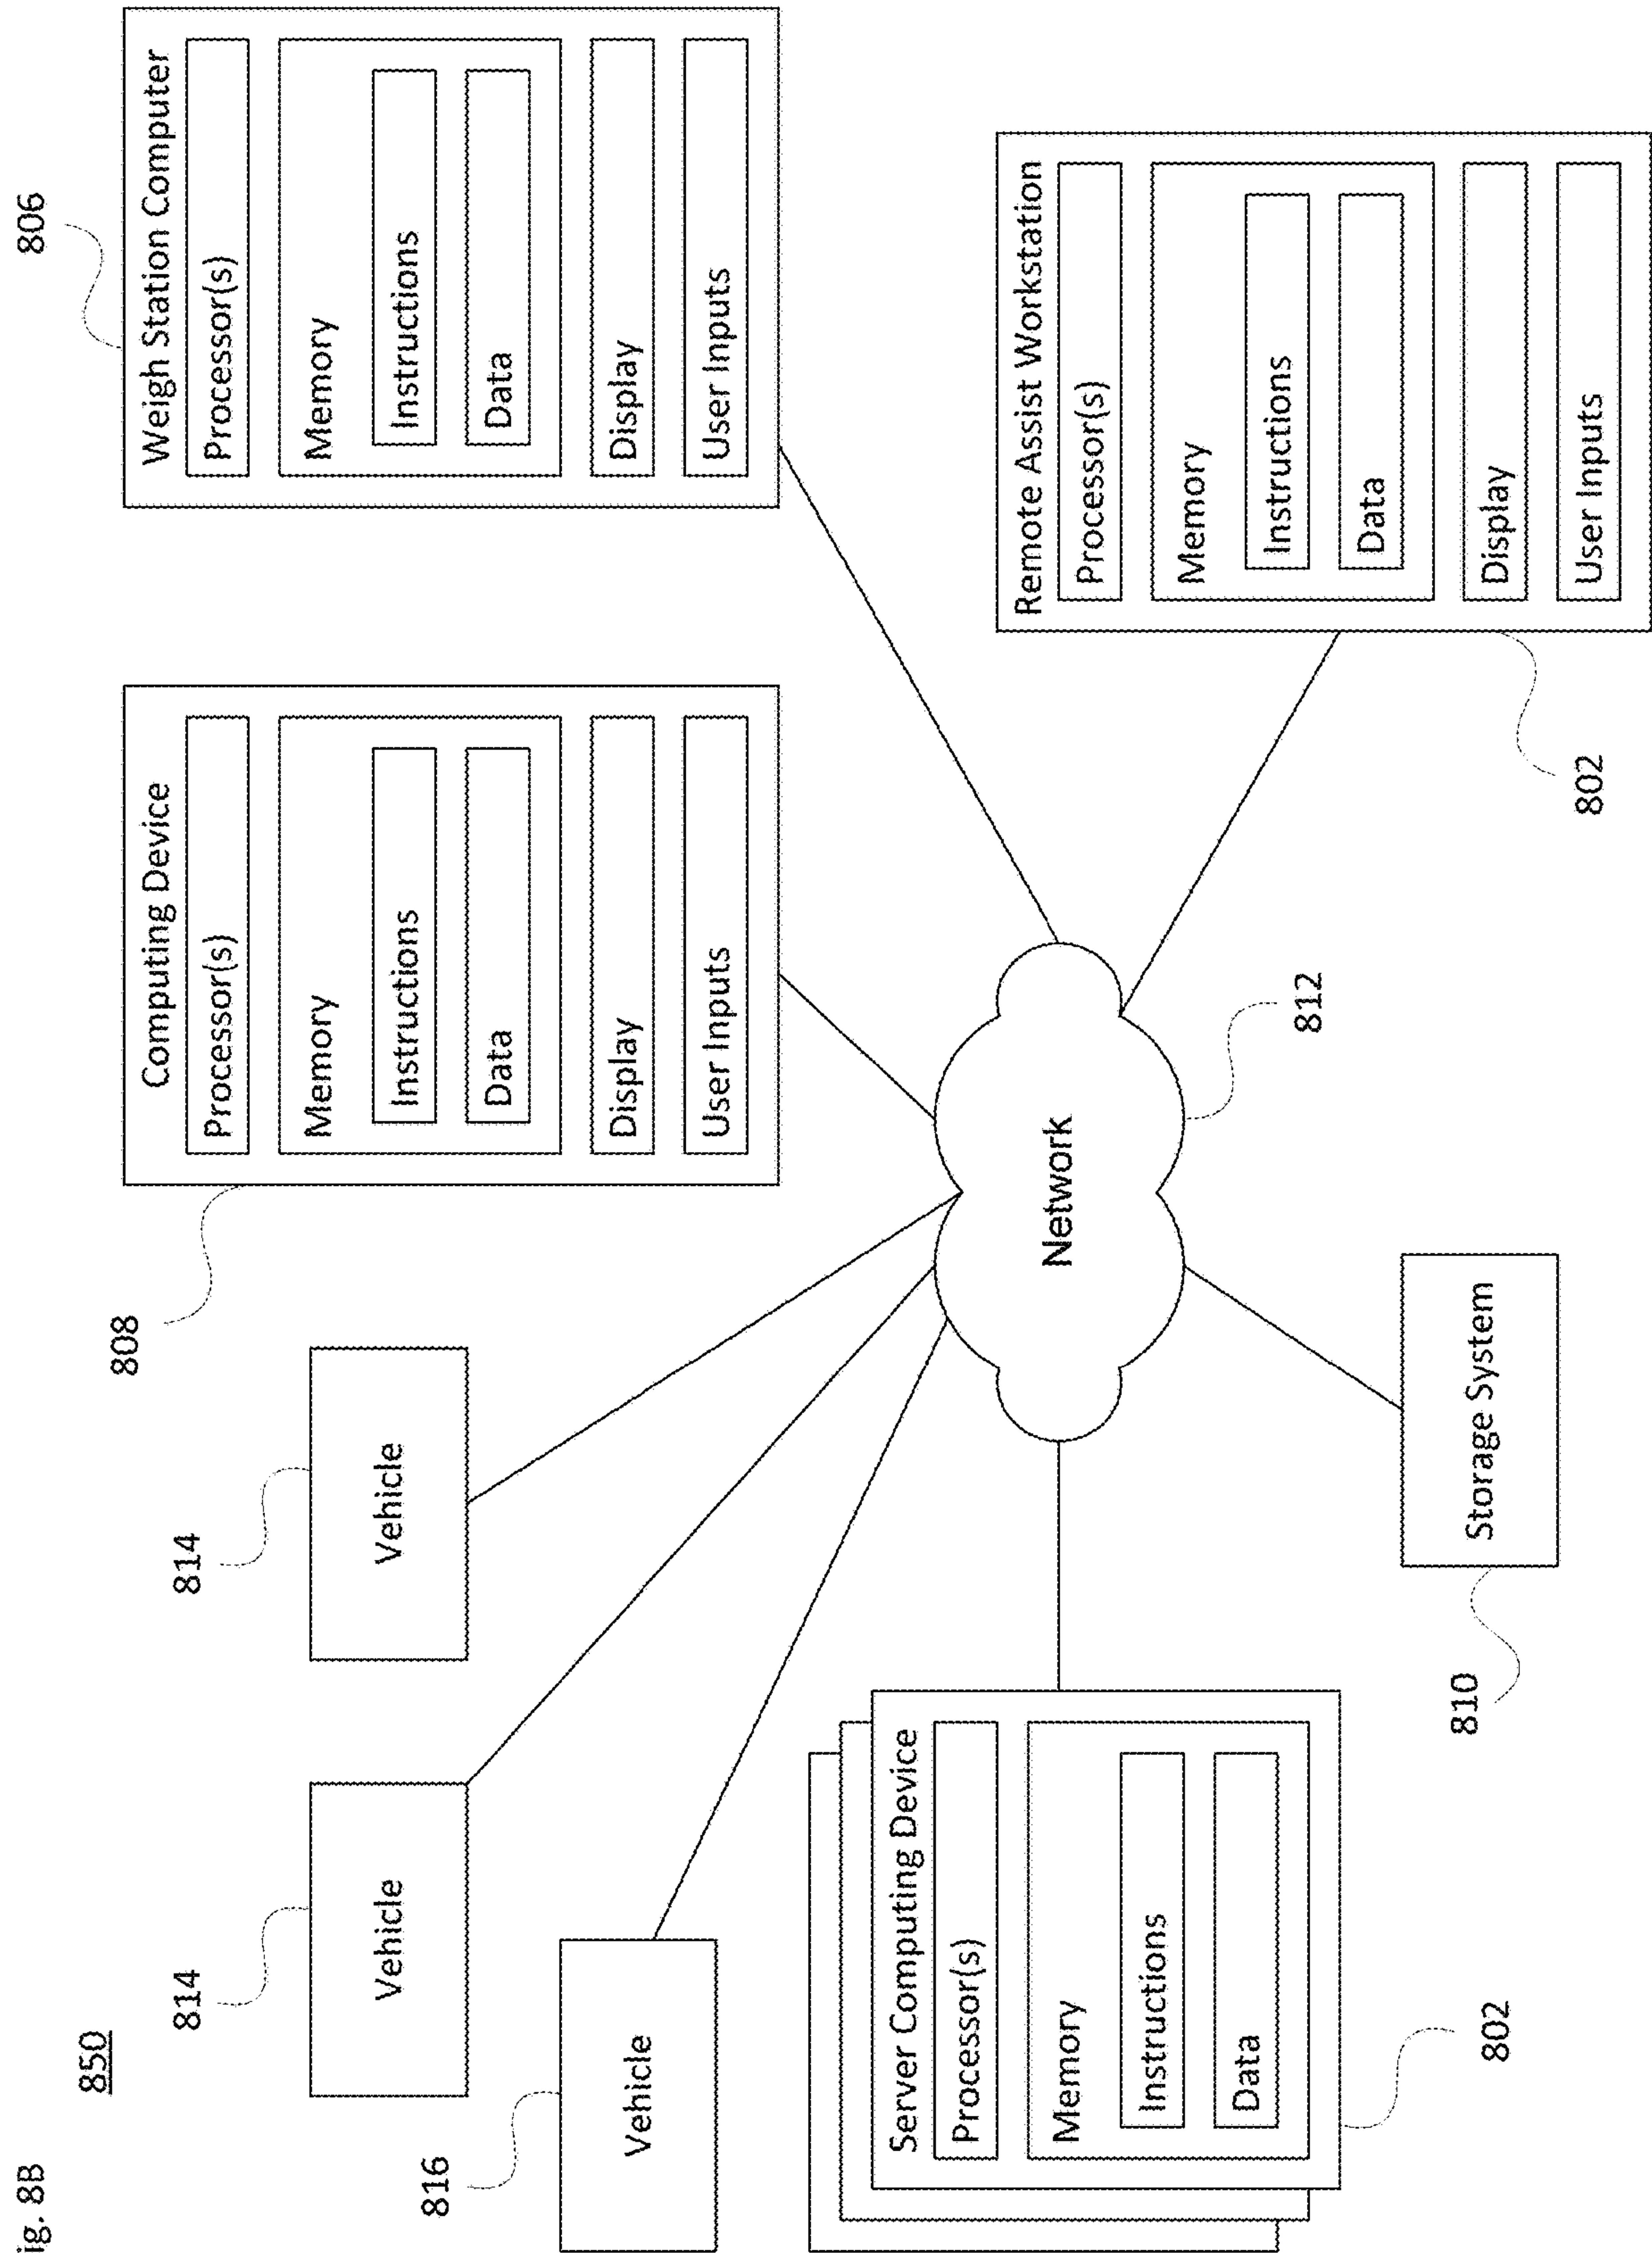 ig. 8B
850
814
Vehicle
814
Vehicle
816
Vehicle
808
Computing Device
Processor(s)
Memory
Instructions
Data
Display
User Inputs
806
Weigh Station Computer
Processor(s)
Memory
Instructions
Data
Display
User Inputs
Server Computing Device
Processor(s)
Memory
Instructions
Data
802
Network
812
Storage System
810
Remote Assist Workstation
Processor(s)
Memory
Instructions
Data
Display
User Inputs
802